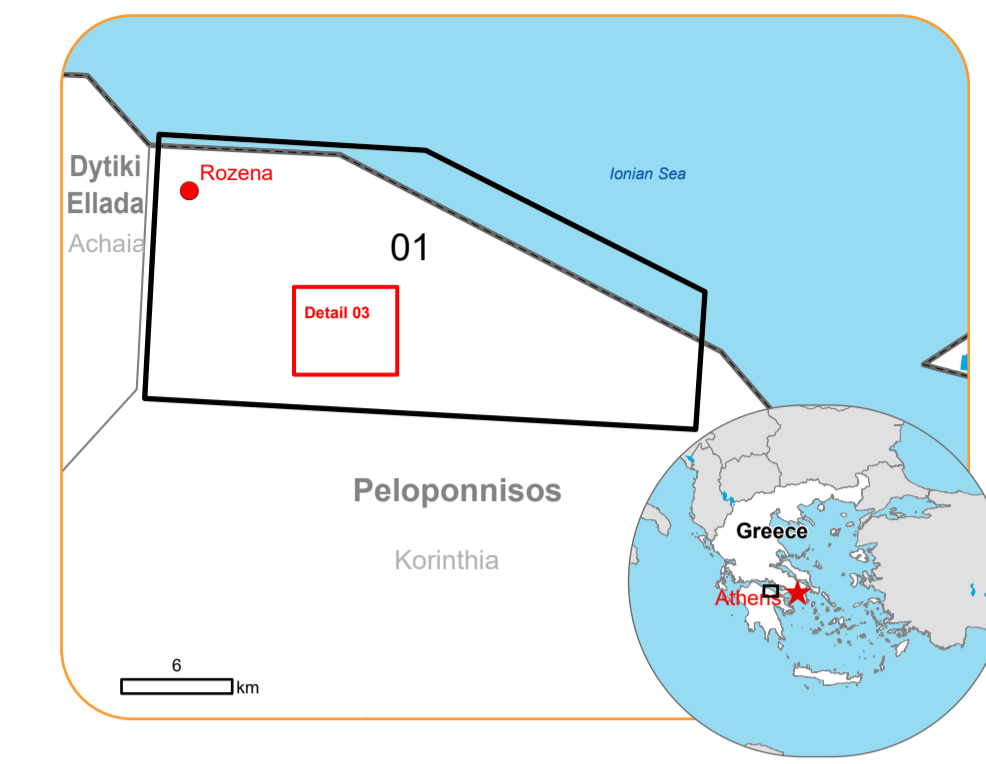 Dytiki
Ellada
Achaia
Rozena
Ionian Sea
01
Detail 03
Peloponnisos
Korinthia
Greece
Athens
6
km